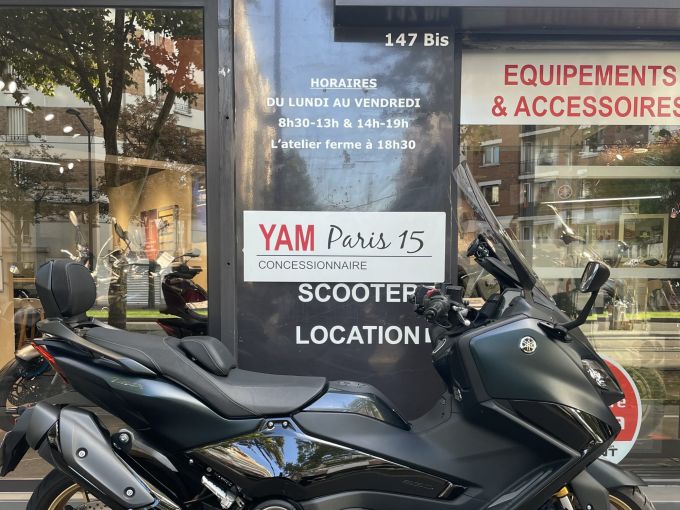 147 Bis
HORAIRES
DU LUNDI AU VENDREDI
8h30-13h & 14h-19h
L'atelier ferme à 18h30
EQUIPEMENTS
& ACCESSOIRES
YAM Paris 15
CONCESSIONNAIRE
SCOOTER
LOCATION